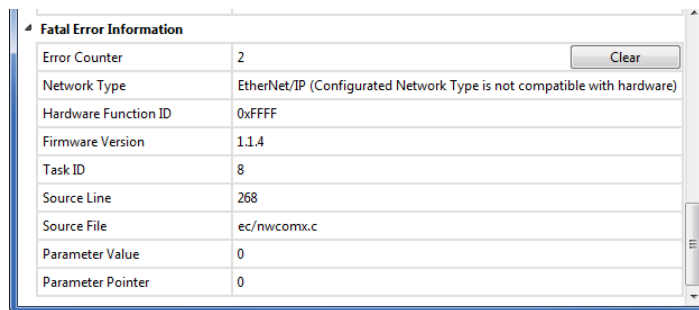 Fatal Error Information
Error Counter 2 Clear
Network Type EtherNet/IP (Configurated Network Type is not compatible with hardware)
Hardware Function ID 0xFFFF
Firmware Version 1.1.4
Task ID 8
Source Line 268
Source File ec/nwcomx.c
Parameter Value 0
Parameter Pointer 0